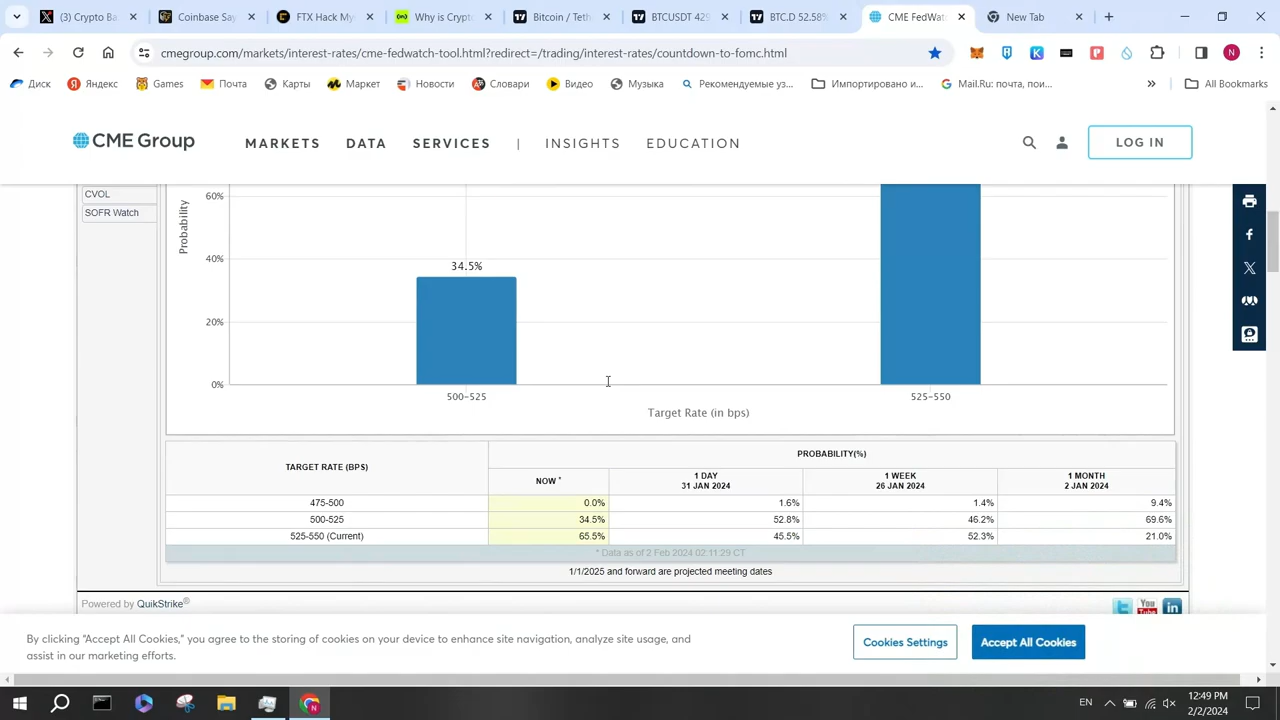 (3) Crypto Ba
Coinbase Say
FTX Hack My
Why is Crypto
Bitcoin / Teth
BTCUSDT 429
BTC.D 52.58%
CME FedWat
New Tab
cmegroup.com/markets/interest-rates/cme-fedwatch-tool.html?redirect=/trading/interest-rates/countdown-to-fomc.html
Диск
Яндекс
Games
Почта
Карты
Маркет
Новости
Словари
Видео
Музыка
Рекомендуемые уз...
Импортировано и...
Mail.Ru: почта, пои...
All Bookmarks
CME Group
MARKETS DATA SERVICES | INSIGHTS EDUCATION
LOG IN
CVOL
SOFR Watch
Probability
60%
40%
20%
0%
34.5%
500-525
525-550
Target Rate (in bps)
TARGET RATE (BPS)
PROBABILITY(%)
NOW *
1 DAY
31 JAN 2024
1 WEEK
26 JAN 2024
1 MONTH
2 JAN 2024
475-500 0.0% 1.6% 1.4% 9.4%
500-525 34.5% 52.8% 46.2% 69.6%
525-550 (Current) 65.5% 45.5% 52.3% 21.0%
* Data as of 2 Feb 2024 02:11:29 CT
1/1/2025 and forward are projected meeting dates
Powered by QuikStrike®
You
Tube
in
By clicking "Accept All Cookies," you agree to the storing of cookies on your device to enhance site navigation, analyze site usage, and
assist in our marketing efforts.
Cookies Settings
Accept All Cookies
EN
12:49 PM
2/2/2024